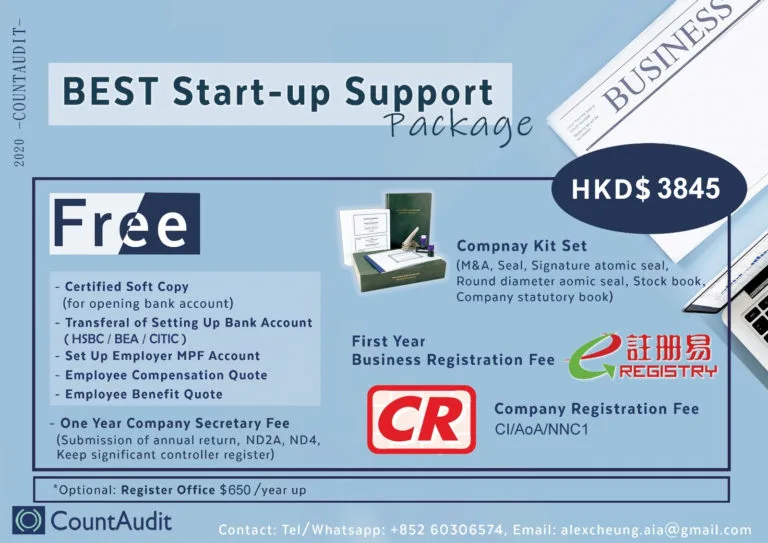 2020 -COUNTAUDIT-
BUSINESS
BEST Start-up Support
Package
HKD$ 3845
Free
- Certified Soft Copy
(for opening bank account)
- Transferal of Setting Up Bank Account
( HSBC / BEA / CITIC )
- Set Up Employer MPF Account
- Employee Compensation Quote
- Employee Benefit Quote
- One Year Company Secretary Fee
(Submission of annual return, ND2A, ND4,
Keep significant controller register)
Compnay Kit Set
(M&A, Seal, Signature atomic seal,
Round diameter aomic seal, Stock book,
Company statutory book)
First Year
Business Registration Fee
e 註冊易
REGISTRY
CR
Company Registration Fee
CI/AoA/NNC1
*Optional: Register Office $650 /year up
CountAudit
Contact: Tel/Whatsapp: +852 60306574, Email: alexcheung.aia@gmail.com